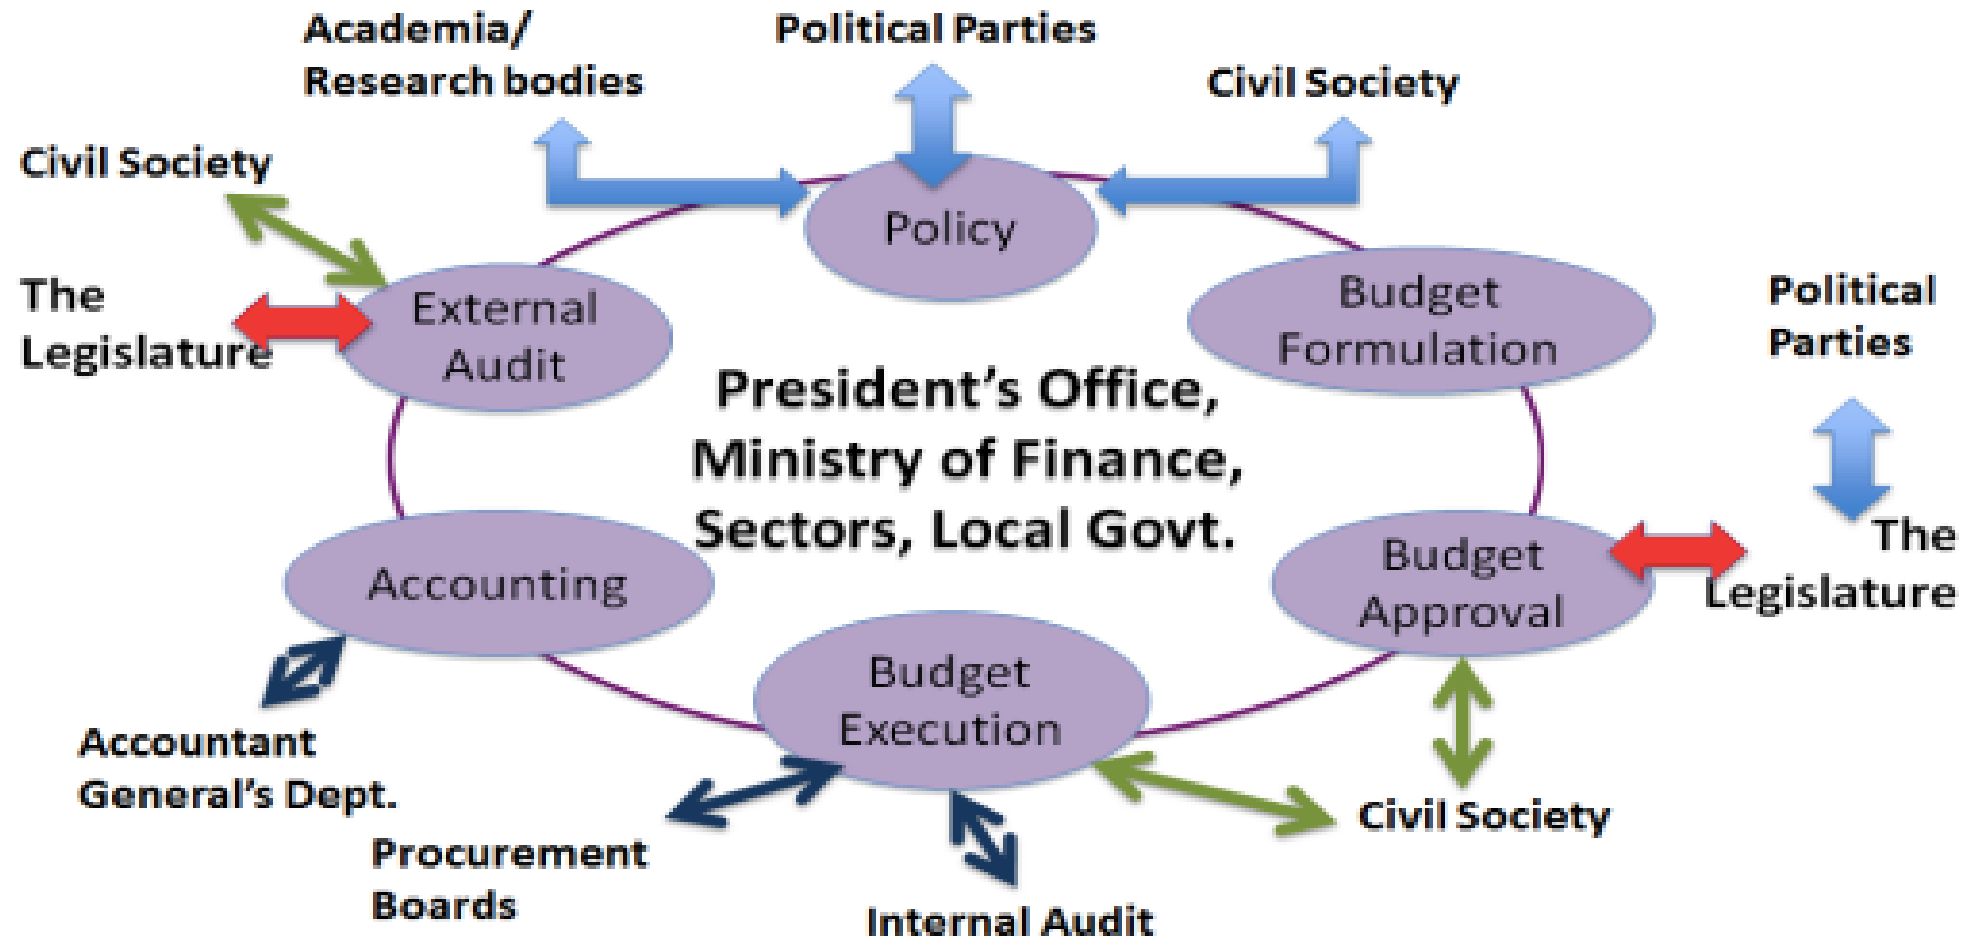 Academia/
Research bodies
Political Parties
Civil Society
Civil Society
Policy
The
Legislature
External
Audit
Budget
Formulation
Political
Parties
President's Office,
Ministry of Finance,
Sectors, Local Govt.
Accounting
Budget
Approval
The
Legislature
Budget
Execution
Accountant
General's Dept.
Civil Society
Procurement
Boards
Internal Audit